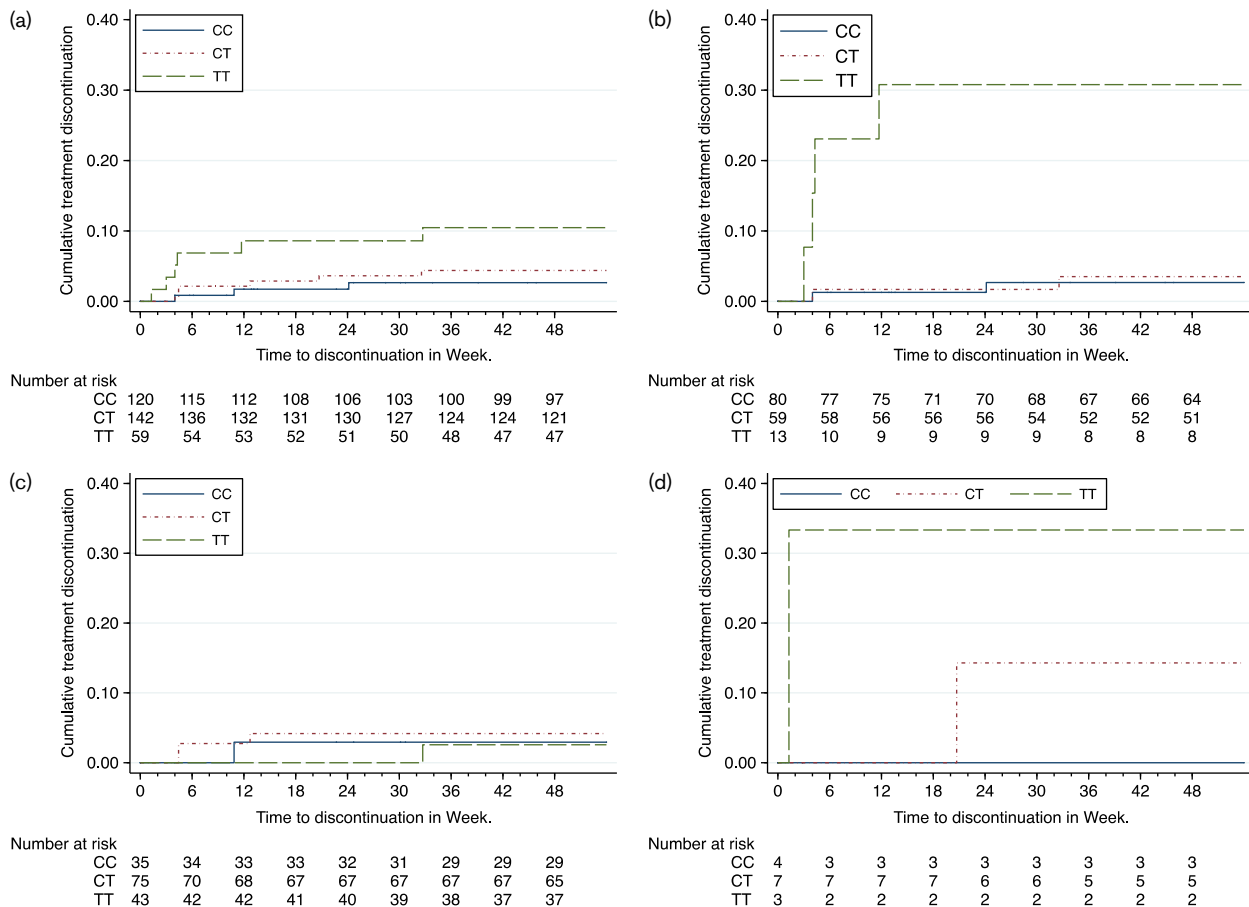 (a)
0.40
0.30
0.20
0.10
0.00
Cumulative treatment discontinuation
CC
CT
TT
0 6 12 18 24 30 36 42 48
Time to discontinuation in Week.
Number at risk
CC 120 115 112 108 106 103 100 99 97
CT 142 136 132 131 130 127 124 124 121
TT 59 54 53 52 51 50 48 47 47
(b)
0.40
0.30
0.20
0.10
0.00
Cumulative treatment discontinuation
CC
CT
TT
0 6 12 18 24 30 36 42 48
Time to discontinuation in Week.
Number at risk
CC 80 77 75 71 70 68 67 66 64
CT 59 58 56 56 56 54 52 52 51
TT 13 10 9 9 9 9 8 8 8
(c)
0.40
0.30
0.20
0.10
0.00
Cumulative treatment discontinuation
CC
CT
TT
0 6 12 18 24 30 36 42 48
Time to discontinuation in Week.
Number at risk
CC 35 34 33 33 32 31 29 29 29
CT 75 70 68 67 67 67 67 67 65
TT 43 42 42 41 40 39 38 37 37
(d)
0.40
0.30
0.20
0.10
0.00
Cumulative treatment discontinuation
CC CT TT
0 6 12 18 24 30 36 42 48
Time to discontinuation in Week.
Number at risk
CC 4 3 3 3 3 3 3 3 3
CT 7 7 7 7 6 6 5 5 5
TT 3 2 2 2 2 2 2 2 2